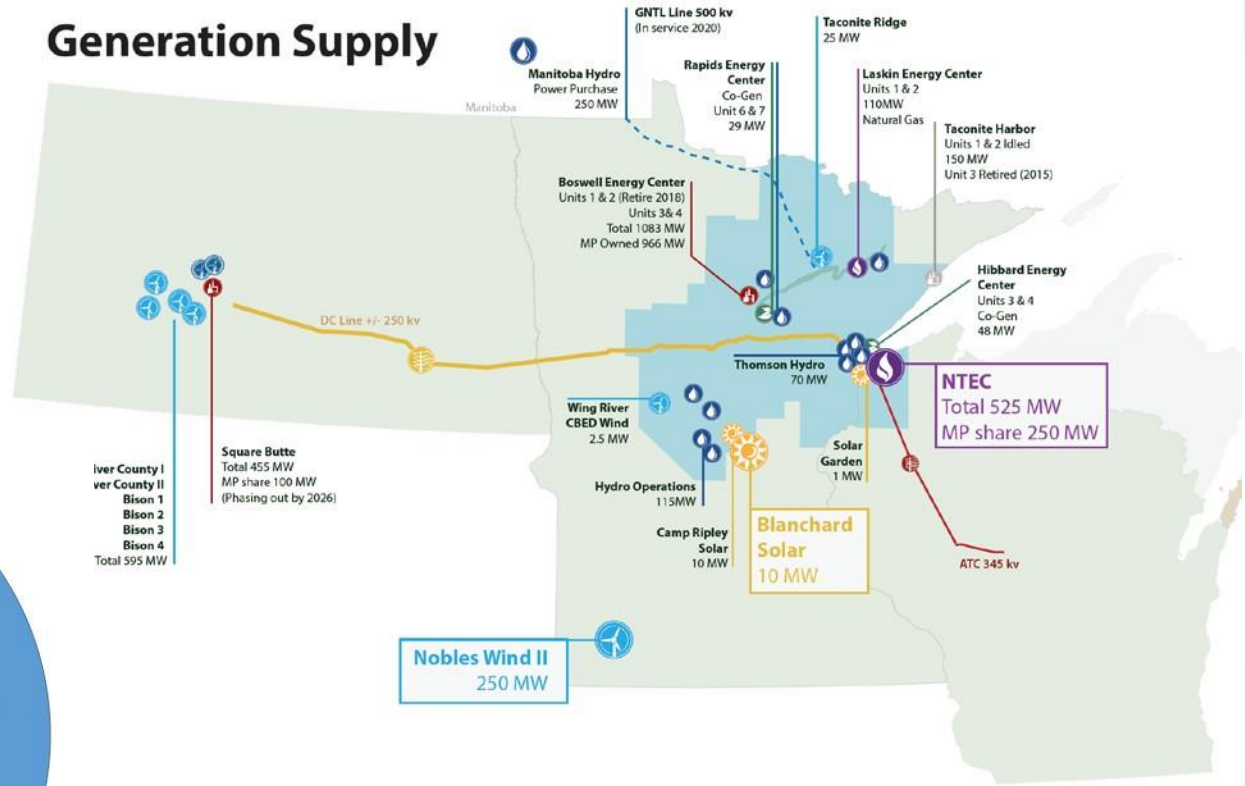 Generation Supply
GNTL Line 500 kv
(In service 2020)
Manitoba Hydro
Power Purchase
250 MW
Manitoba
Rapids Energy
Center
Co-Gen
Unit 6 & 7
29 MW
Taconite Ridge
25 MW
Laskin Energy Center
Units 1 & 2
110MW
Natural Gas
Taconite Harbor
Units 1 & 2 Idled
150 MW
Unit 3 Retired (2015)
Boswell Energy Center
Units 1 & 2 (Retire 2018)
Units 3& 4
Total 1083 MW
MP Owned 966 MW
Hibbard Energy
Center
Units 3 & 4
Co-Gen
48 MW
DC Line +/- 250 kv
Thomson Hydro
70 MW
NTEC
Total 525 MW
MP share 250 MW
Wing River
CBED Wind
2.5 MW
Solar
Garden
1 MW
Square Butte
Total 455 MW
MP share 100 MW
(Phasing out by 2026)
iver County I
ver County II
Bison 1
Bison 2
Bison 3
Bison 4
Total 595 MW
Hydro Operations
115MW
Camp Ripley
Solar
10 MW
Blanchard
Solar
10 MW
ATC 345 kv
Nobles Wind II
250 MW